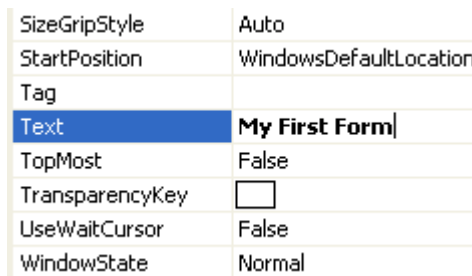 SizeGripStyle Auto
StartPosition WindowsDefaultLocation
Tag
Text My First Form
TopMost False
TransparencyKey
UseWaitCursor False
WindowState Normal